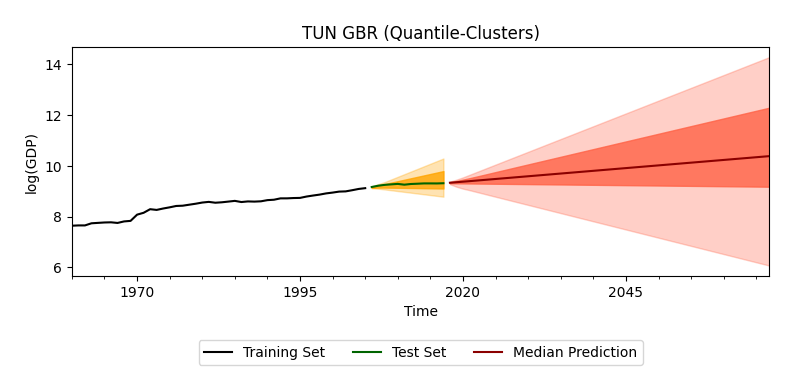 TUN GBR (Quantile-Clusters)
14
12
10
8
6
log(GDP)
1970 1995 2020 2045
Time
Training Set Test Set Median Prediction